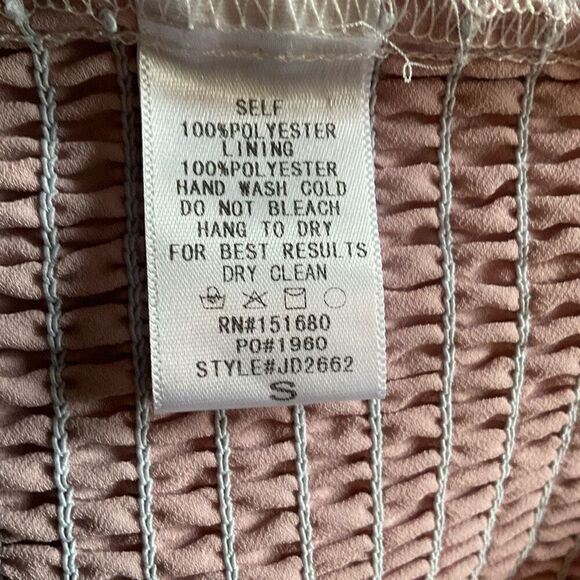 SELF
100%POLYESTER
LINING
100%POLYESTER
HAND WASH COLD
DO NOT BLEACH
HANG TO DRY
FOR BEST RESULTS
DRY CLEAN
RN#151680
PO#1960
STYLE#JD2662
S